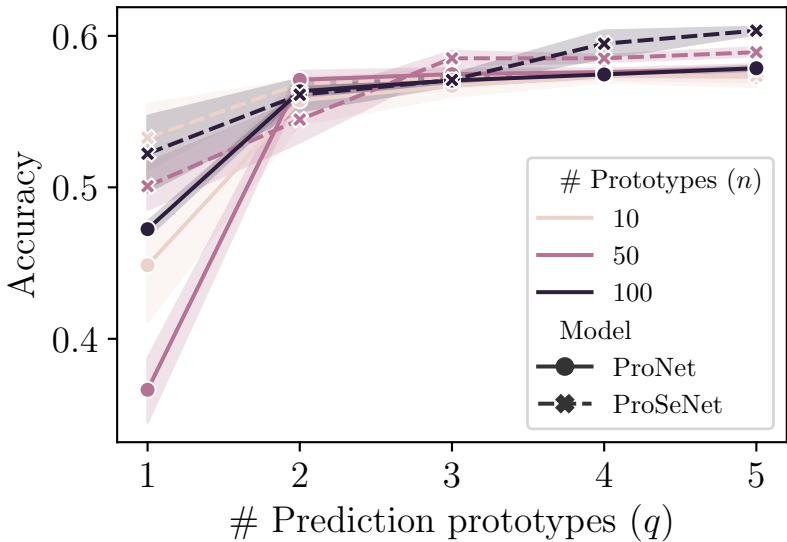 0.6
0.5
0.4
Accuracy
# Prototypes (n)
10
50
100
Model
ProNet
ProSeNet
1 2 3 4 5
# Prediction prototypes (q)